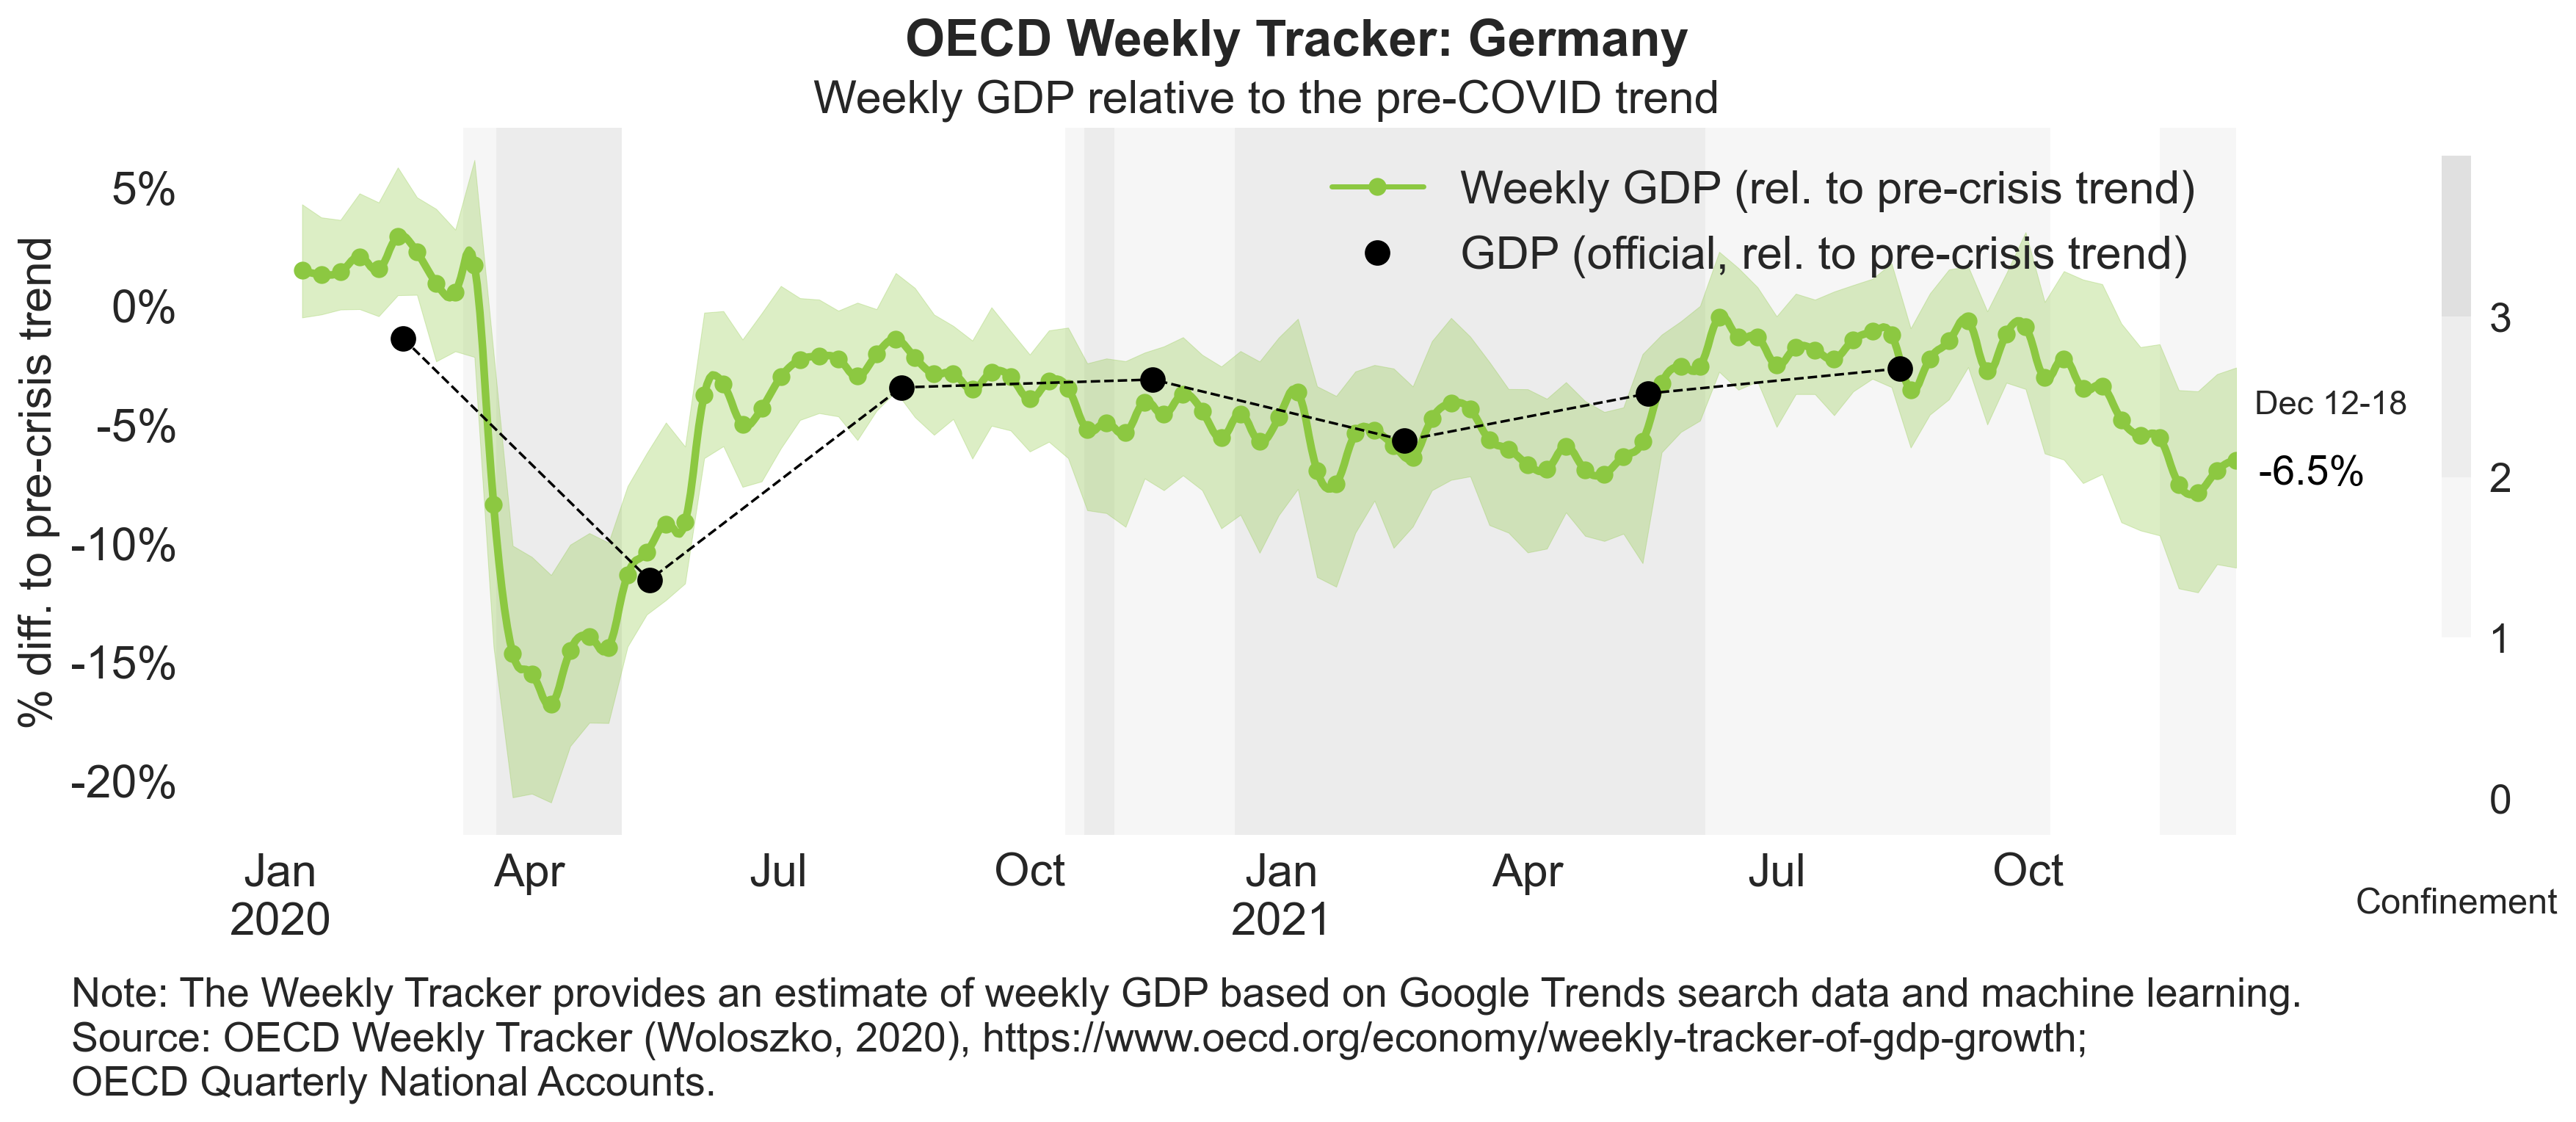 OECD Weekly Tracker: Germany
Weekly GDP relative to the pre-COVID trend
% diff. to pre-crisis trend
5%
0%
-5%
-10%
-15%
-20%
Weekly GDP (rel. to pre-crisis trend)
GDP (official, rel. to pre-crisis trend)
Dec 12-18
-6.5%
3
2
1
0
Confinement
Jan Apr Jul Oct Jan Apr Jul Oct
2020 2021
Note: The Weekly Tracker provides an estimate of weekly GDP based on Google Trends search data and machine learning.
Source: OECD Weekly Tracker (Woloszko, 2020), https://www.oecd.org/economy/weekly-tracker-of-gdp-growth;
OECD Quarterly National Accounts.